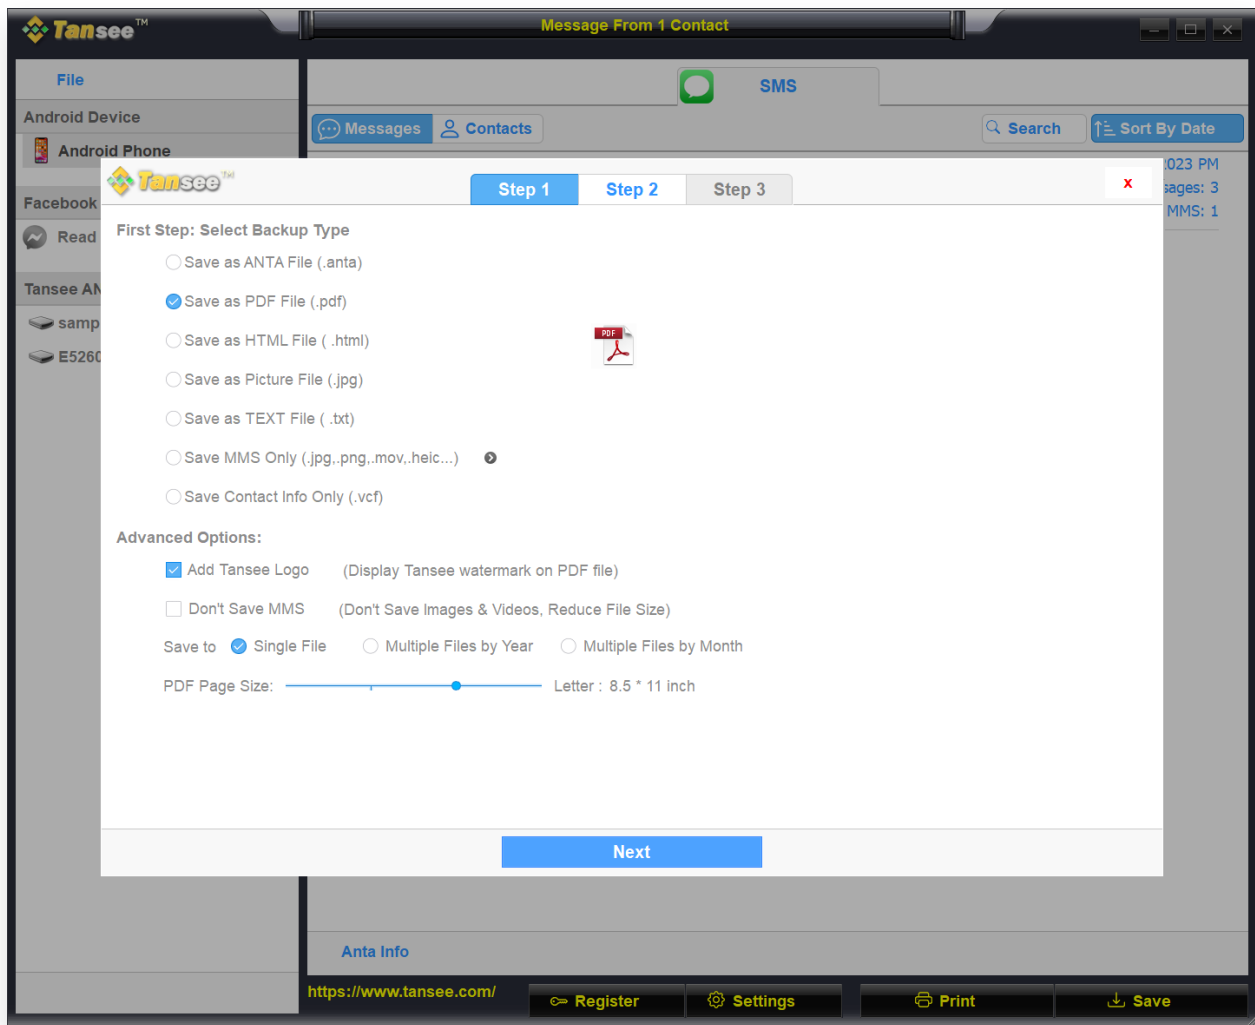 Tansee™
Message From 1 Contact
File
SMS
Android Device
Messages
Contacts
Search
Sort By Date
Android Phone
2023 PM
Tansee™
Step 1
Step 2
Step 3
x
sages: 3
Facebook
MMS: 1
First Step: Select Backup Type
Read
Save as ANTA File (.anta)
Tansee AN
Save as PDF File (.pdf)
samp
PDF
Save as HTML File ( .html)
E5260
Save as Picture File (.jpg)
Save as TEXT File ( .txt)
Save MMS Only (.jpg,.png,.mov,.heic...)
Save Contact Info Only (.vcf)
Advanced Options:
Add Tansee Logo (Display Tansee watermark on PDF file)
Don't Save MMS (Don't Save Images & Videos, Reduce File Size)
Save to Single File Multiple Files by Year Multiple Files by Month
PDF Page Size: Letter : 8.5 * 11 inch
Next
Anta Info
https://www.tansee.com/
Register
Settings
Print
Save